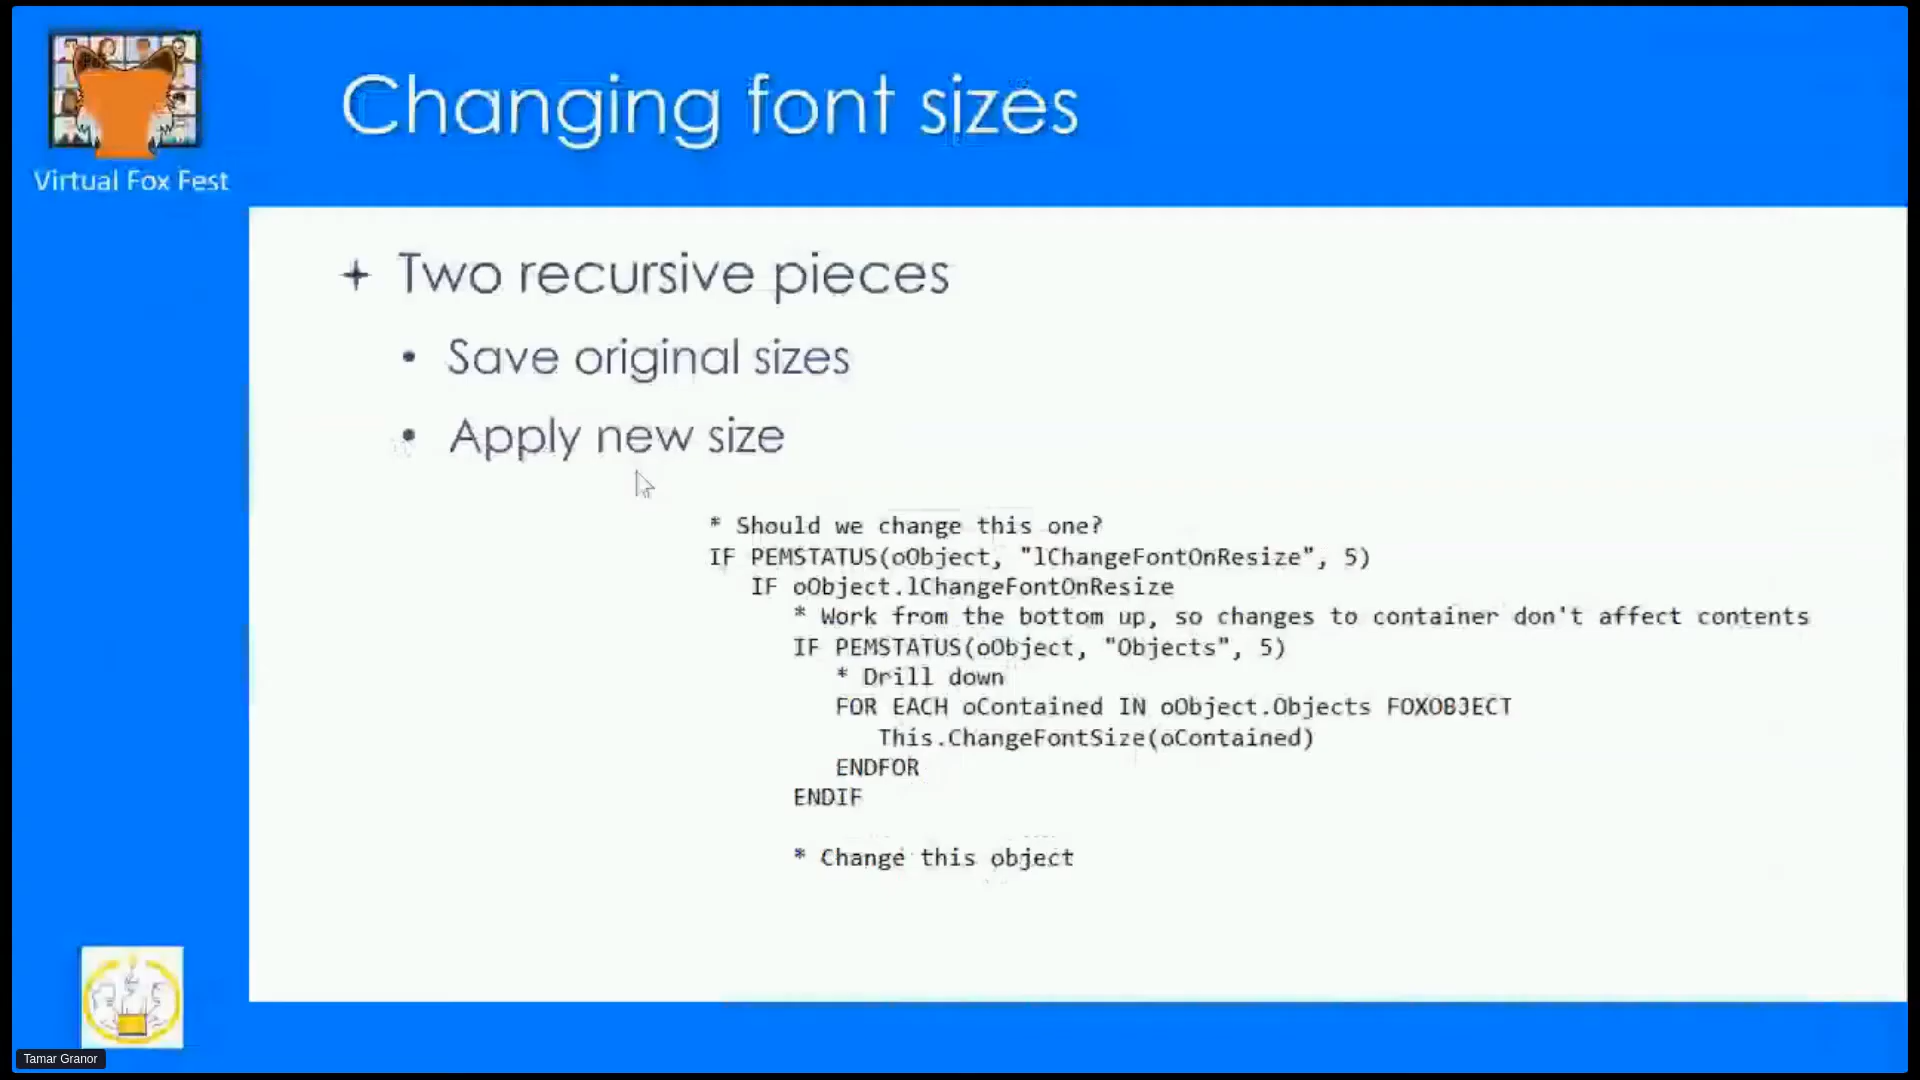 Virtual Fox Fest
Changing font sizes
+ Two recursive pieces
• Save original sizes
• Apply new size
* Should we change this one?
IF PEMSTATUS(oObject, "lChangeFontOnResize", 5)
IF oObject.lChangeFontOnResize
* Work from the bottom up, so changes to container don't affect contents
IF PEMSTATUS(oObject, "Objects", 5)
* Drill down
FOR EACH oContained IN oObject.Objects FOXOBJECT
This.ChangeFontSize(oContained)
ENDFOR
ENDIF
* Change this object
Tamar Granor